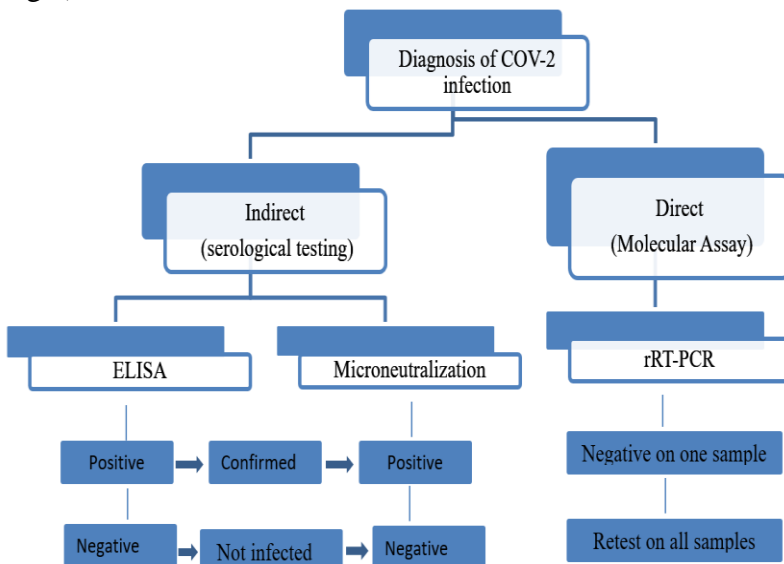 Diagnosis of COV-2
infection
Indirect
(serological testing)
Direct
(Molecular Assay)
ELISA
Microneutralization
rRT-PCR
Positive
Confirmed
Positive
Negative on one sample
Negative
Not infected
Negative
Retest on all samples